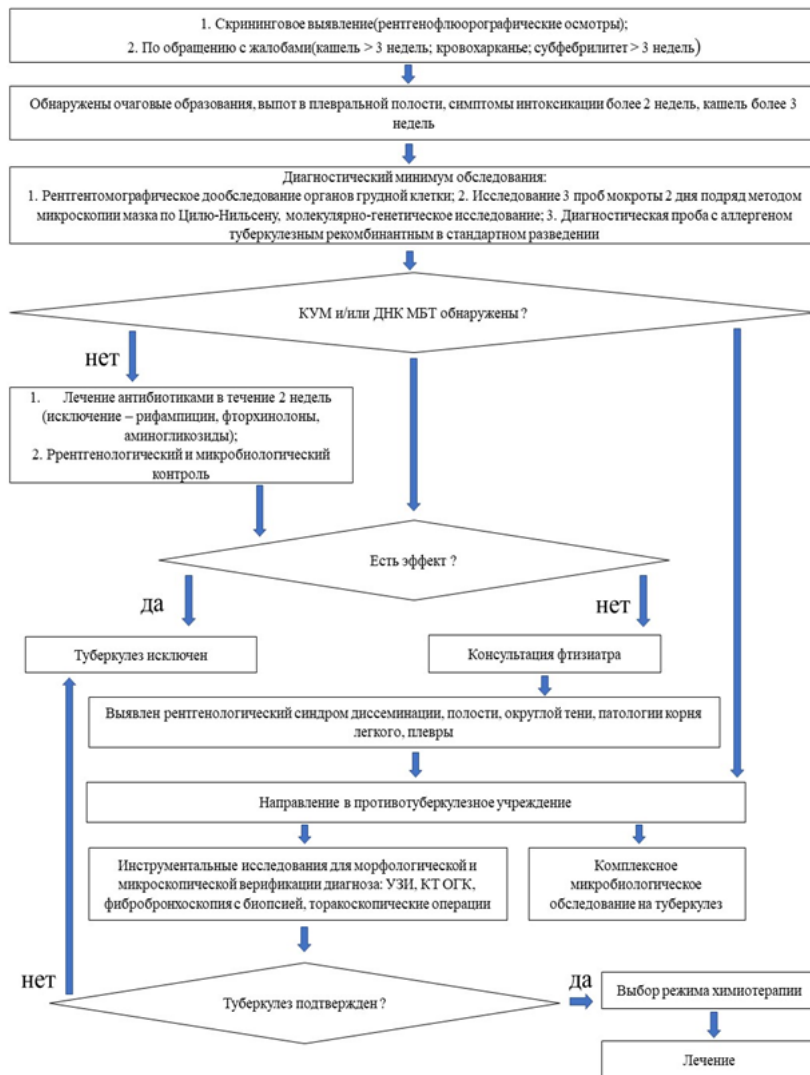 1. Скрининговое выявление(рентгенофлюорографические осмотры);
2. По обращению с жалобами(кашель > 3 недель; кровохарканье; субфебрилитет > 3 недель)
Обнаружены очаговые образования, выпот в плевральной полости, симптомы интоксикации более 2 недель, кашель более 3
недель
Диагностический минимум обследования:
1. Рентгентомографическое дообследование органов грудной клетки; 2. Исследование 3 проб мокроты 2 дня подряд методом
микроскопии мазка по Цилю-Нильсену, молекулярно-генетическое исследование; 3. Диагностическая проба с аллергеном
туберкулезным рекомбинантным в стандартном разведении
КУМ и/или ДНК МБТ обнаружены ?
нет
1. Лечение антибиотиками в течение 2 недель
(исключение – рифампицин, фторхинолоны,
аминогликозиды);
2. Ррентгенологический и микробиологический
контроль
Есть эффект ?
да
нет
Туберкулез исключен
Консультация фтизиатра
Выявлен рентгенологический синдром диссеминации, полости, округлой тени, патологии корня
легкого, плевры
Направление в противотуберкулезное учреждение
Инструментальные исследования для морфологической и
микроскопической верификации диагноза: УЗИ, КТ ОГК,
фибробронхоскопия с биопсией, торакоскопические операции
Комплексное
микробиологическое
обследование на туберкулез
нет
Туберкулез подтвержден ?
да
Выбор режима химиотерапии
Лечение